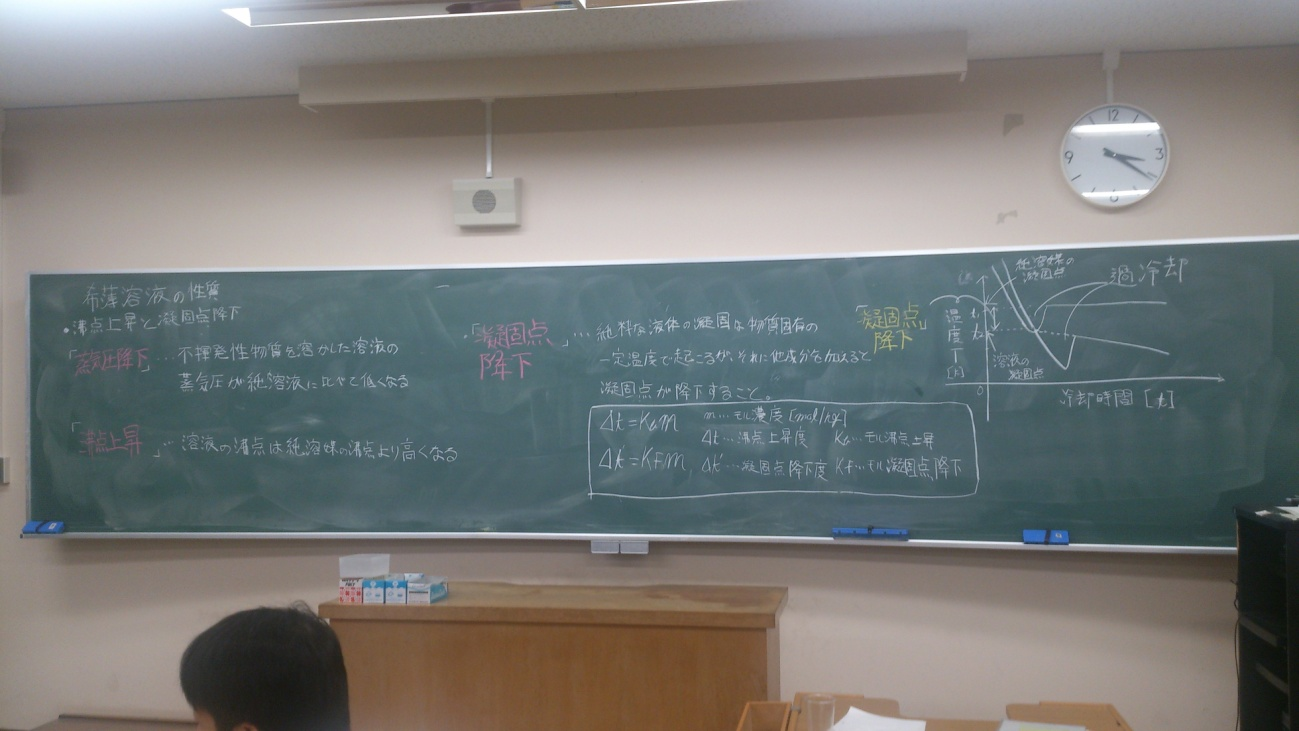 希薄溶液の性質
•沸点上昇と凝固点降下
「蒸気圧降下」…不揮発性物質を溶かした溶液の
蒸気圧が純溶液に比べて低くなる
「沸点上昇」…溶液の沸点は純溶媒の沸点より高くなる
•「凝固点降下」…純粋な液体の凝固は物質固有の
一定温度で起こるが、それに他成分を加えると
凝固点が降下すること。
Δt=Kbm m…モル濃度[mol/kg]
Δt…沸点上昇度 Kb…モル沸点上昇
Δt'=Kfm, Δt'…凝固点降下度 Kf…モル凝固点降下
「凝固点」
降下
純溶媒の
凝固点
過冷却
温度T[K]
t1
t2
溶液の
凝固点
0
冷却時間[t]
12
3
9
6